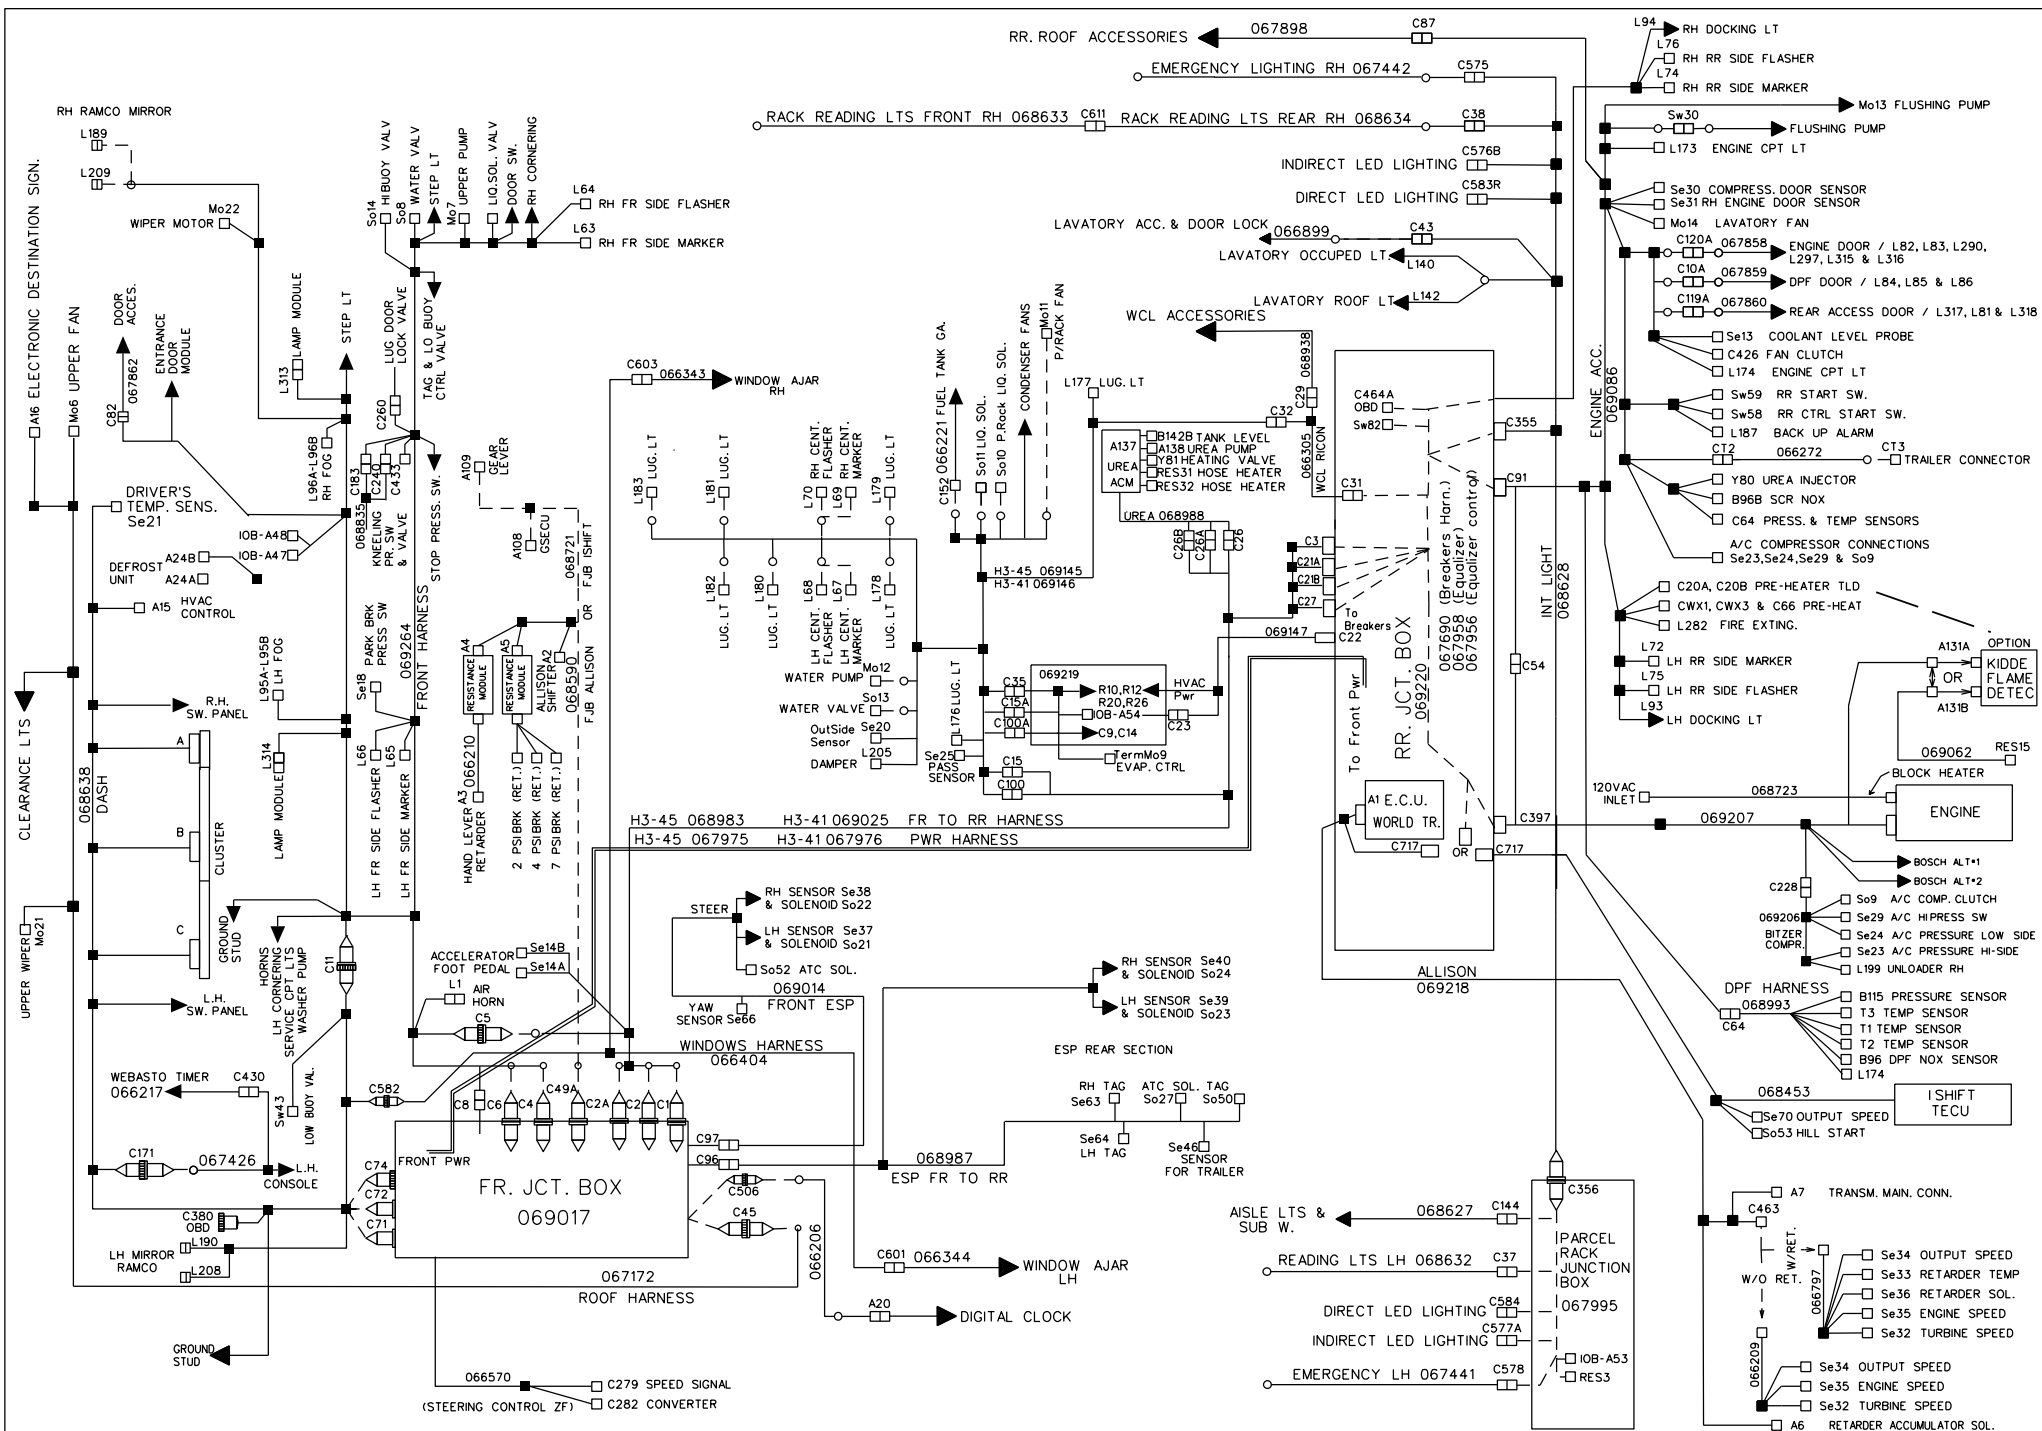 RR. ROOF ACCESSORIES
067898
C87
L94
RH DOCKING LT
L76
RH RR SIDE FLASHER
L74
RH RR SIDE MARKER
EMERGENCY LIGHTING RH 067442
C575
Mo13 FLUSHING PUMP
RACK READING LTS FRONT RH 068633
C611
RACK READING LTS REAR RH 068634
C38
Sw30
FLUSHING PUMP
L173 ENGINE CPT LT
INDIRECT LED LIGHTING
C576B
DIRECT LED LIGHTING
C583R
Se30 COMPRESS. DOOR SENSOR
Se31 RH ENGINE DOOR SENSOR
Mo14 LAVATORY FAN
LAVATORY ACC. & DOOR LOCK
066899
C43
LAVATORY OCCUPED LT.
L140
LAVATORY ROOF LT
L142
C120A
067858
ENGINE DOOR / L82, L83, L290,
L297, L315 & L316
C10A
067859
DPF DOOR / L84, L85 & L86
C119A
067860
REAR ACCESS DOOR / L317, L81 & L318
Se13 COOLANT LEVEL PROBE
C426 FAN CLUTCH
L174 ENGINE CPT LT
ENGINE ACC.
069086
Sw59 RR START SW.
Sw58 RR CTRL START SW.
L187 BACK UP ALARM
CT2
066272
CT3
TRAILER CONNECTOR
Y80 UREA INJECTOR
B96B SCR NOX
C64 PRESS. & TEMP SENSORS
A/C COMPRESSOR CONNECTIONS
Se23,Se24,Se29 & So9
C20A, C20B PRE-HEATER TLD
CWX1, CWX3 & C66 PRE-HEAT
L282 FIRE EXTING.
L72
LH RR SIDE MARKER
L75
LH RR SIDE FLASHER
L93
LH DOCKING LT
OPTION
A131A
OR
A131B
KIDDE
FLAME
DETEC
069062
RES15
BLOCK HEATER
120VAC
INLET
068723
ENGINE
069207
BOSCH ALT#1
BOSCH ALT#2
C228
069206
BITZER
COMPR.
So9 A/C COMP. CLUTCH
Se29 A/C HIPRESS SW
Se24 A/C PRESSURE LOW SIDE
Se23 A/C PRESSURE HI-SIDE
L199 UNLOADER RH
DPF HARNESS
068993
C64
B115 PRESSURE SENSOR
T3 TEMP SENSOR
T1 TEMP SENSOR
T2 TEMP SENSOR
B96 DPF NOX SENSOR
L174
068453
I SHIFT
TECU
Se70 OUTPUT SPEED
So53 HILL START
A7 TRANSM. MAIN. CONN.
C463
W/RET.
W/O RET.
066797
Se34 OUTPUT SPEED
Se33 RETARDER TEMP
Se36 RETARDER SOL.
Se35 ENGINE SPEED
Se32 TURBINE SPEED
066209
Se34 OUTPUT SPEED
Se35 ENGINE SPEED
Se32 TURBINE SPEED
A6 RETARDER ACCUMULATOR SOL.
RH RAMCO MIRROR
L189
L209
A16 ELECTRONIC DESTINATION SIGN.
Mo6 UPPER FAN
Mo22
WIPER MOTOR
So14 HIBUOY VALV
So8 WATER VALV
STEP LT
Mo7 UPPER PUMP
LIQ.SOL. VALV
DOOR SW.
RH CORNERING
L64
RH FR SIDE FLASHER
L63
RH FR SIDE MARKER
DOOR
ACCES.
067862
C82
ENTRANCE
DOOR
MODULE
L313
LAMP MODULE
STEP LT
LUG DOOR
LOCK VALVE
C260
TAG & LO BUOY
CTRL VALVE
L96A-L96B
RH FOG
C183
C240
C433
068835
KNEELING
PR. SW
& VALVE
STOP PRESS. SW.
A109
GEAR
LEVER
A108
GSECU
068721
FJB ISHIFT
OR
FJB ALLISON
068590
DRIVER'S
TEMP. SENS.
Se21
IOB-A48
IOB-A47
A24B
DEFROST
UNIT
A24A
A15
HVAC
CONTROL
FRONT HARNESS
069264
PARK BRK
PRESS SW
Se18
L95A-L95B
LH FOG
A4
RESISTANCE
MODULE
A5
RESISTANCE
MODULE
A2
ALLISON
SHIFTER
066210
HAND LEVER A3
RETARDER
2 PSI BRK (RET.)
4 PSI BRK (RET.)
7 PSI BRK (RET.)
CLEARANCE LTS
068638
DASH
R.H.
SW. PANEL
A
B
C
CLUSTER
L314
LAMP MODULE
L66
LH FR SIDE FLASHER
L65
LH FR SIDE MARKER
GROUND
STUD
HORNS
LH CORNERING
SERVICE CPT LTS
WASHER PUMP
C11
L.H.
SW. PANEL
UPPER WIPER
Mo21
C603
066343
WINDOW AJAR
RH
L183
LUG. LT
L181
LUG. LT
L70
RH CENT.
FLASHER
L69
RH CENT.
MARKER
L179
LUG. LT
L182
LUG. LT
L180
LUG. LT
L68
LH CENT.
FLASHER
L67
LH CENT.
MARKER
L178
LUG. LT
C152
066221 FUEL TANK GA.
So11 LIQ. SOL.
So10 P.Rack LIQ. SOL.
CONDENSER FANS
Mo11
P/RACK FAN
WCL ACCESSORIES
L177 LUG. LT
C29
068938
C32
066305
WCL RICON
C31
A137
UREA
ACM
B142B TANK LEVEL
A138 UREA PUMP
Y81 HEATING VALVE
RES31 HOSE HEATER
RES32 HOSE HEATER
UREA 068988
C26B
C26A
C26
H3-45 069145
H3-41 069146
Mo12
WATER PUMP
So13
WATER VALVE
Se20
OutSide
Sensor
L205
DAMPER
L176 LUG. LT
Se25
PASS
SENSOR
C35
C15A
C100A
069219
R10,R12
R20,R26
IOB-A54
C9,C14
HVAC
Pwr
C23
TermMo9
EVAP. CTRL
C15
C100
C464A
OBD
Sw82
C355
C91
C3
C21A
C21B
C27
To
Breakers
069147
C22
RR. JCT. BOX
069220
067690 (Breakers Harn.)
067958 (Equalizer)
067956 (Equalizer control)
To Front Pwr
INT LIGHT
068628
C54
A1 E.C.U.
WORLD TR.
C717
OR
C397
C717
H3-45 068983 H3-41 069025 FR TO RR HARNESS
H3-45 067975 H3-41 067976 PWR HARNESS
ALLISON
069218
STEER
RH SENSOR Se38
& SOLENOID So22
LH SENSOR Se37
& SOLENOID So21
So52 ATC SOL.
069014
FRONT ESP
YAW
SENSOR Se66
ACCELERATOR
FOOT PEDAL
Se14B
Se14A
L1
AIR
HORN
C5
WINDOWS HARNESS
066404
RH SENSOR Se40
& SOLENOID So24
LH SENSOR Se39
& SOLENOID So23
ESP REAR SECTION
RH TAG
Se63
ATC SOL. TAG
So27
So50
Se64
LH TAG
Se46
SENSOR
FOR TRAILER
WEBASTO TIMER
066217
C430
Sw43
LOW BUOY VAL.
C582
C8
C6
C4
C49A
C2A
C2
C1
C171
067426
L.H.
CONSOLE
C74
C72
C71
FRONT PWR
FR. JCT. BOX
069017
C97
C96
068987
ESP FR TO RR
C506
C45
C380
OBD
L190
LH MIRROR
RAMCO
L208
067172
ROOF HARNESS
066206
C601
066344
WINDOW AJAR
LH
A20
DIGITAL CLOCK
GROUND
STUD
066570
(STEERING CONTROL ZF)
C279 SPEED SIGNAL
C282 CONVERTER
AISLE LTS &
SUB W.
068627
C144
C356
PARCEL
RACK
JUNCTION
BOX
067995
READING LTS LH 068632
C37
DIRECT LED LIGHTING
C584
INDIRECT LED LIGHTING
C577A
EMERGENCY LH 067441
C578
IOB-A53
RES3